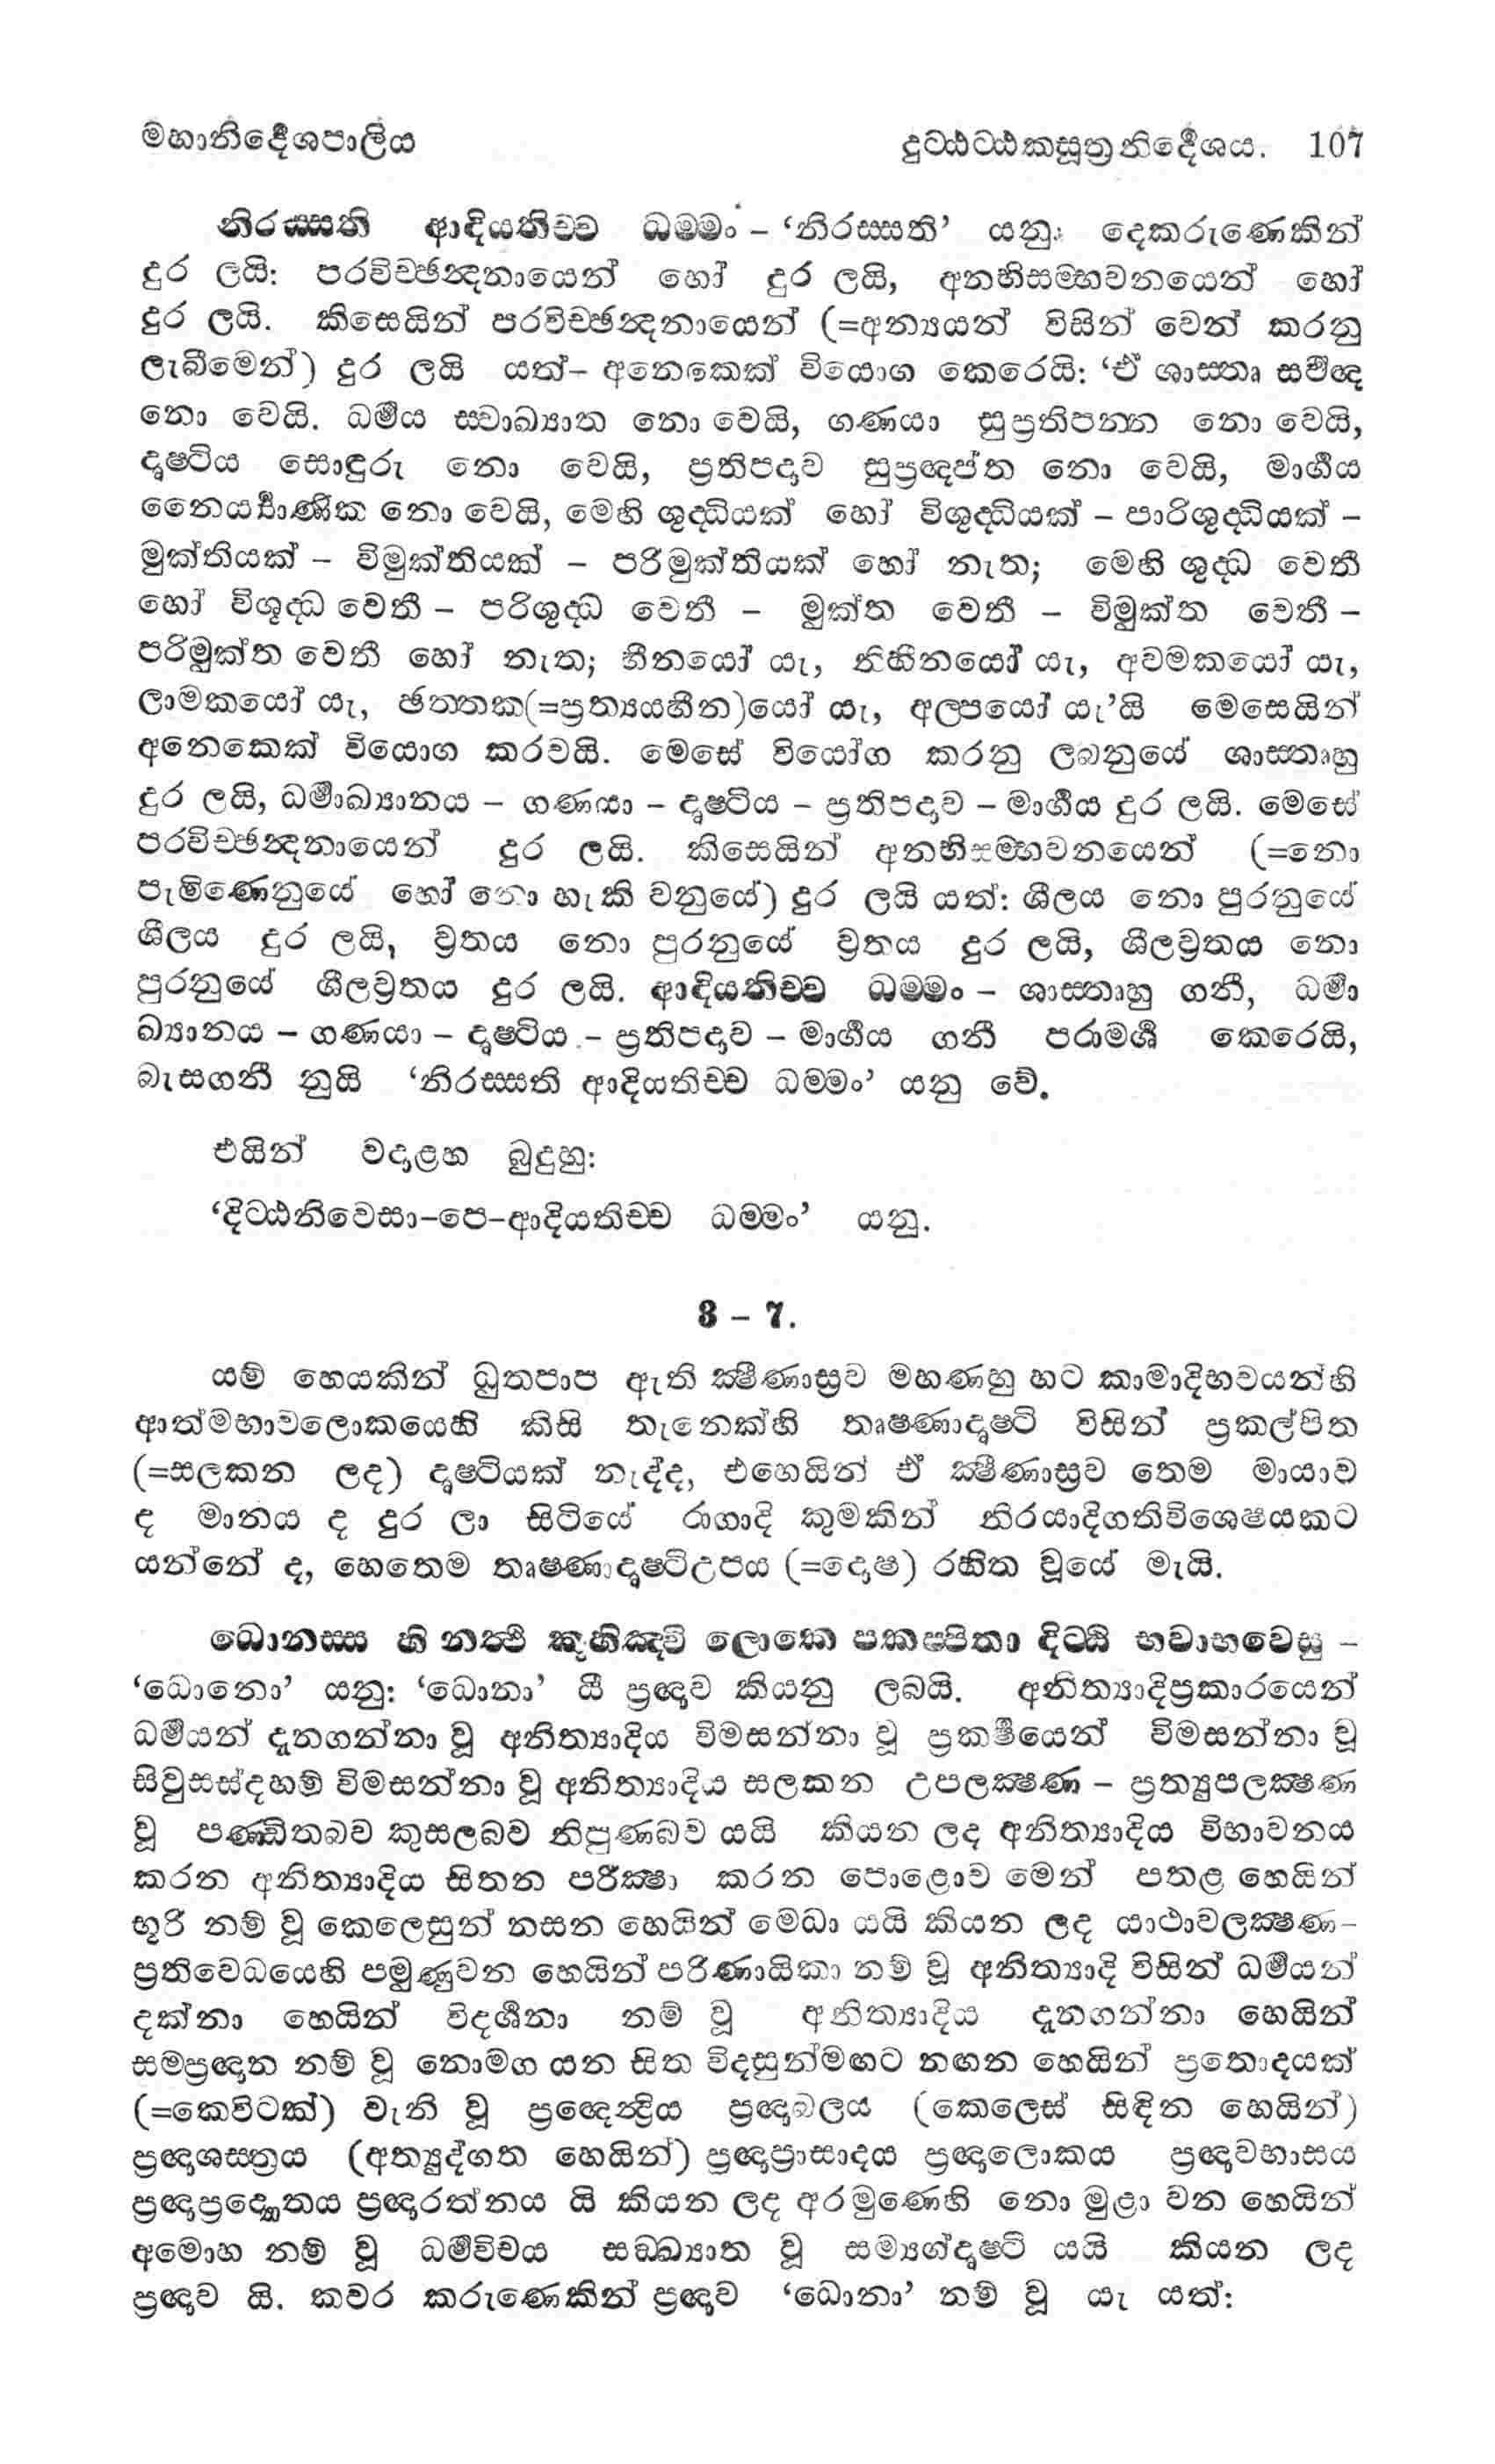 මහානිර්‍දේශපාලිය දුට‍්ඨට‍්ඨකසූත්‍රනිර්‍දේශය. 107
නිරස‍්සති ආදියතිච‍්ච ධම‍්මං – ‘නිරස‍්සති’ යනු: දෙකරුණෙකින්
දුර ලයි: පරවිච‍්ඡින්‍දනායෙන් හෝ දුර ලයි, අනභිසම‍්භවනයෙන් හෝ
දුර ලයි. කිසෙයින් පරවිච‍්ඡින්‍දනායෙන් (=අන්‍යයන් විසින් වෙන් කරනු
ලැබීමෙන්) දුර ලයි යත්– අනෙකෙක් වියොග කෙරෙයි: ‘ඒ ශාස‍්තෘ සර්‍වඥ
නො වෙයි. ධර්‍මය ස‍්වාඛ්‍යාත නො වෙයි, ගණයා සුප්‍රතිපන‍්න නො වෙයි,
දෘෂ‍්ටිය සොඳුරු නො වෙයි, ප්‍රතිපදාව සුප්‍රඥප්ත නො වෙයි, මාර්‍ගය
නෛර්‍ය්‍යාණික නො වෙයි, මෙහි ශුද‍්ධියක් හෝ විශුද‍්ධියක් – පාරිශුද‍්ධියක් –
මුක්තියක් – විමුක්තියක් – පරිමුක්තියක් හෝ නැත; මෙහි ශුද‍්ධ වෙතී
හෝ විශුද‍්ධ වෙතී – පරිශුද‍්ධ වෙතී – මුක්ත වෙතී – විමුක්ත වෙතී –
පරිමුක්ත වෙතී හෝ නැත; හීනයෝ යැ, නිහීනයෝ යැ, අවමකයෝ යැ,
ලාමකයෝ යැ, ඡත‍්තක(=ප්‍රත්‍යයහීන)යෝ යැ, අල‍්පයෝ යැ’යි මෙසෙයින්
අනෙකෙක් වියොග කරවයි. මෙසේ වියෝග කරනු ලබනුයේ ශාස‍්තෘහු
දුර ලයි, ධර්‍මාඛ්‍යානය – ගණයා – දෘෂ‍්ටිය – ප්‍රතිපදාව – මාර්‍ගය දුර ලයි. මෙසේ
පරවිච‍්ඡින්‍දනායෙන් දුර ලයි. කිසෙයින් අනභිසම‍්භවනයෙන් (=නො
පැමිණෙනුයේ හෝ නො හැකි වනුයේ) දුර ලයි යත්: ශීලය නො පුරනුයේ
ශීලය දුර ලයි, ව්‍රතය නො පුරනුයේ ව්‍රතය දුර ලයි, ශීලව්‍රතය නො
පුරනුයේ ශීලව්‍රතය දුර ලයි. ආදියතිච‍්ච ධම‍්මං – ශාස‍්තෘහු ගනී, ධර්‍මා
ඛ්‍යානය – ගණයා – දෘෂ‍්ටිය – ප්‍රතිපදාව – මාර්‍ගය ගනී පරාමර්‍ශ කෙරෙයි,
බැසගනී නුයි ‘නිරස‍්සති ආදියතිච‍්ච ධම‍්මං’ යනු වේ.
එයින් වදාළහ බුදුහු:
‘දිට‍්ඨිනිවෙසා–පෙ–ආදියතිච‍්ච ධම‍්මං’ යනු.
3 – 7.
යම් හෙයකින් ධුතපාප ඇති ක්‍ෂීණාස්‍රව මහණහු හට කාමාදිභවයන්හි
ආත්මභාවලොකයෙහි කිසි තැනෙක්හි තෘෂ‍්ණාදෘෂ‍්ටි විසින් ප්‍රකල්පිත
(=සලකන ලද) දෘෂ‍්ටියක් නැද්ද, එහෙයින් ඒ ක්‍ෂීණාස්‍රව තෙම මායාව
ද මානය ද දුර ලා සිටියේ රාගාදි කුමකින් නිරයාදිගතිවිශෙෂයකට
යන්නේ ද, හෙතෙම තෘෂ‍්ණාදෘෂ‍්ටිඋපය (=දොෂ) රහිත වූයේ මැයි.
ධොනස‍්ස හි නත්‍ථි කුහිඤ‍්චි ලොකෙ පකප‍්පිතා දිට‍්ඨි භවාභවෙසු –
‘ධොනො’ යනු: ‘ධොනා’ යී ප්‍රඥාව කියනු ලබයි. අනිත්‍යාදිප්‍රකාරයෙන්
ධර්‍මයන් දැනගන්නා වූ අනිත්‍යාදිය විමසන්නා වූ ප්‍රකර්‍ෂයෙන් විමසන්නා වූ
සිවුසස්දහම් විමසන්නා වූ අනිත්‍යාදිය සලකන උපලක්‍ෂණ – ප්‍රත්‍යුපලක්‍ෂණ
වූ පණ‍්ඩිතබව කුසලබව නිපුණබව යයි කියන ලද අනිත්‍යාදිය විභාවනය
කරන අනිත්‍යාදිය සිතන පරීක්‍ෂා කරන පොළොව මෙන් පතළ හෙයින්
භූරි නම් වූ කෙලෙසුන් නසන හෙයින් මෙධා යයි කියන ලද යාථාවලක්‍ෂණ–
ප්‍රතිවෙධයෙහි පමුණුවන හෙයින් පරිණායිකා නම් වූ අනිත්‍යාදි විසින් ධර්‍මයන්
දක්නා හෙයින් විදර්‍ශනා නම් වූ අනිත්‍යාදිය දැනගන්නා හෙයින්
සම‍්ප්‍රඥාන නම් වූ නොමග යන සිත විදසුන්මඟට නඟන හෙයින් ප්‍රතොදයක්
(=කෙවිටක්) වැනි වූ ප්‍රඥෙන්‍ද්‍රිය ප්‍රඥාබලය (කෙලෙස් සිඳින හෙයින්)
ප්‍රඥාශස‍්ත්‍රය (අත්‍යුද්ගත හෙයින්) ප්‍රඥාප්‍රාසාදය ප්‍රඥාලොකය ප්‍රඥාවභාසය
ප්‍රඥාප්‍රද්‍යොතය ප්‍රඥාරත්නය යි කියන ලද අරමුණෙහි නො මුළා වන හෙයින්
අමොහ නම් වූ ධර්‍මවිචය සඞ‍්ඛ්‍යාත වූ සම්‍යග්දෘෂ‍්ටි යයි කියන ලද
ප්‍රඥාව යි. කවර කරුණෙකින් ප්‍රඥාව ‘ධොනා’ නම් වූ යැ යත්: